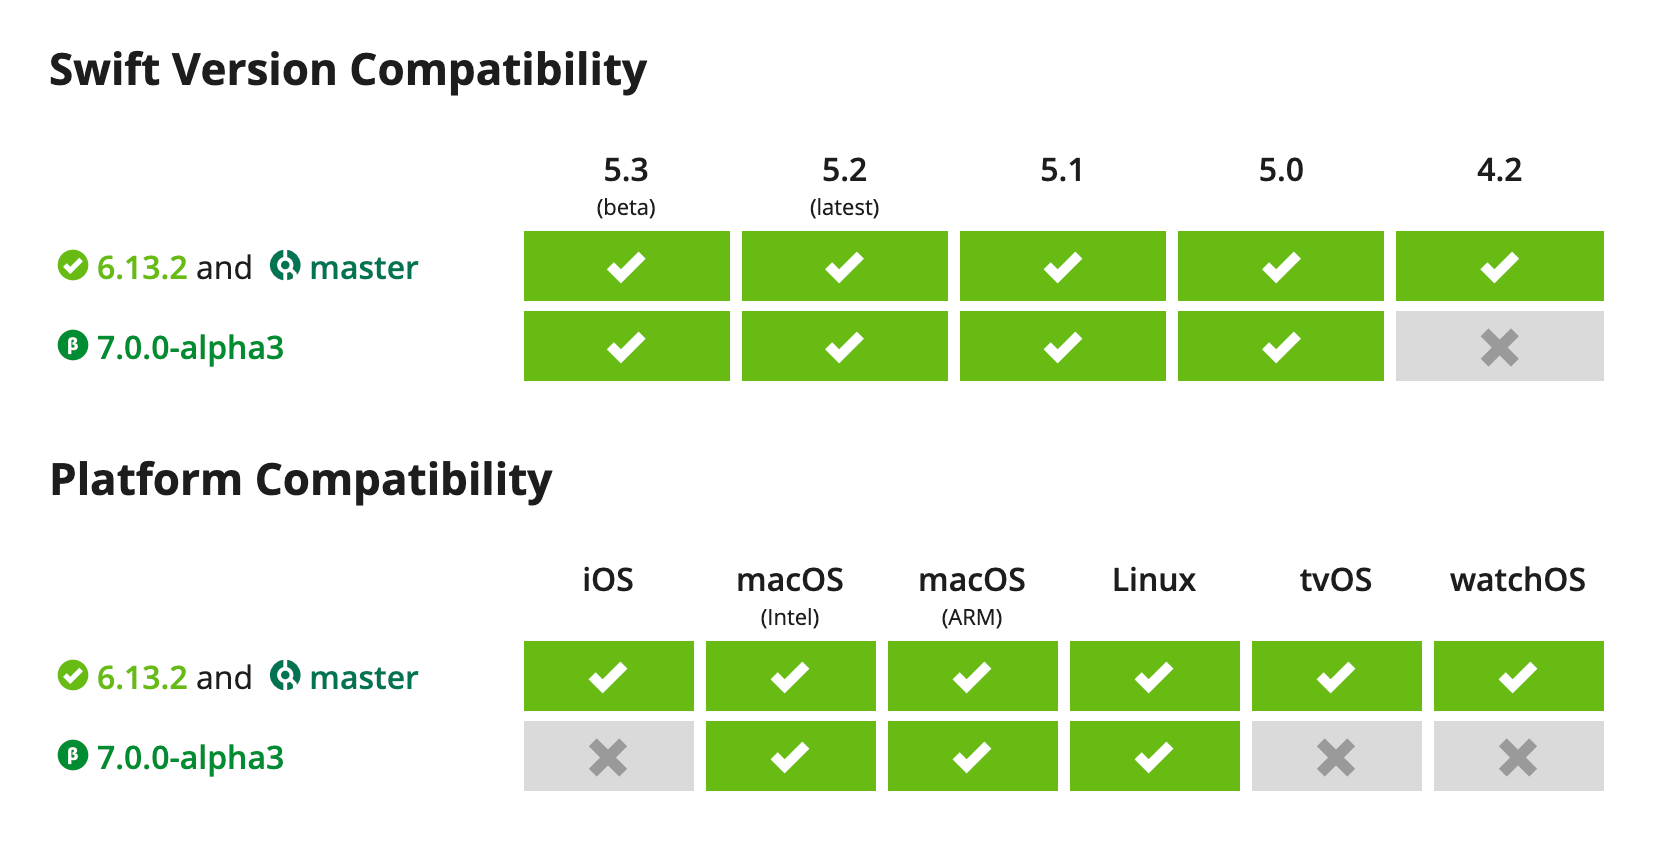 Swift Version Compatibility
5.3 5.2 5.1 5.0 4.2
(beta) (latest)
6.13.2 and master
β 7.0.0-alpha3
Platform Compatibility
iOS macOS macOS Linux tvOS watchOS
(Intel) (ARM)
6.13.2 and master
β 7.0.0-alpha3